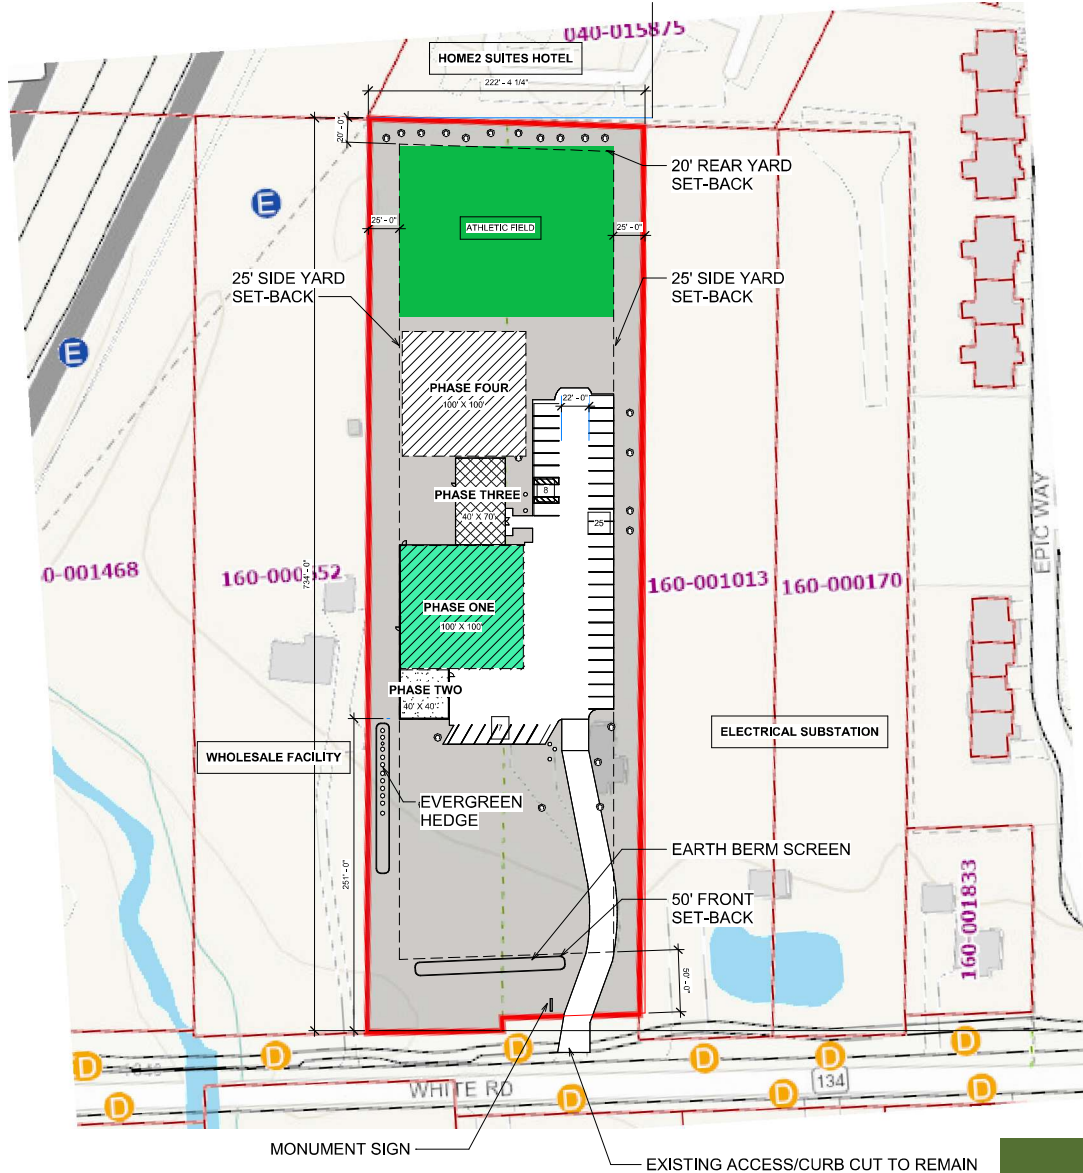 040-015875
HOME2 SUITES HOTEL
222' - 4 1/4"
20' - 0"
20' REAR YARD
SET-BACK
E
25' - 0"
ATHLETIC FIELD
25' - 0"
25' SIDE YARD
SET-BACK
25' SIDE YARD
SET-BACK
E
PHASE FOUR
100' X 100'
22' - 0"
PHASE THREE
40' X 70'
8
25
EPIC WAY
0-001468
734' - 0"
PHASE ONE
100' X 100'
160-001013
160-000170
PHASE TWO
40' X 40'
7
WHOLESALE FACILITY
ELECTRICAL SUBSTATION
EVERGREEN
HEDGE
251' - 0"
EARTH BERM SCREEN
50' FRONT
SET-BACK
50' - 0"
160-001833
D
D
D
D
D
D
WHITE RD
134
D
D
D
D
MONUMENT SIGN
EXISTING ACCESS/CURB CUT TO REMAIN